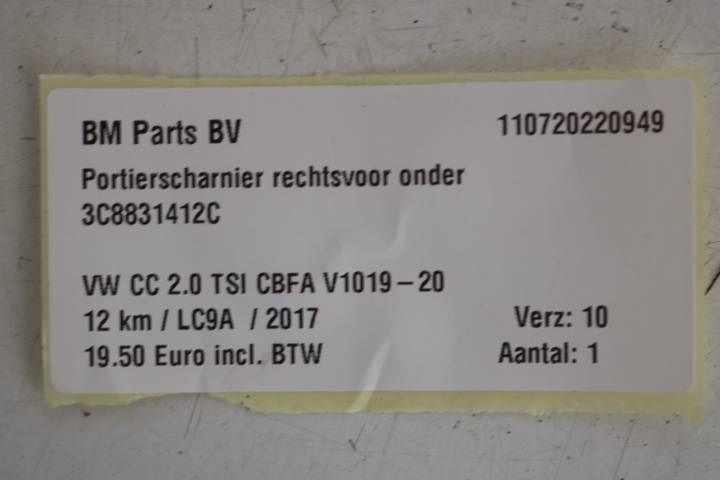 BM Parts BV 110720220949
Portierscharnier rechtsvoor onder
3C8831412C
VW CC 2.0 TSI CBFA V1019-20
12 km / LC9A / 2017 Verz: 10
19.50 Euro incl. BTW Aantal: 1